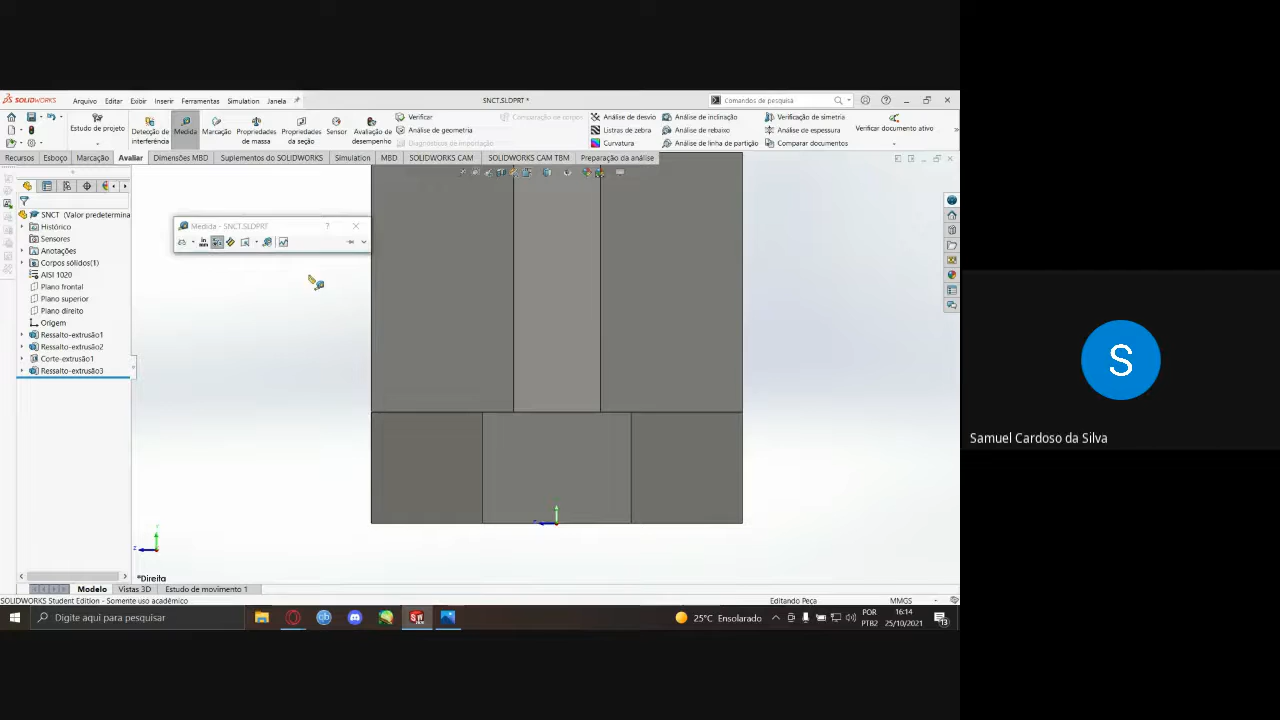 SOLIDWORKS Arquivo Editar Exibir Inserir Ferramentas Simulation Janela SNCT.SLDPRT * Comandos de pesquisa
Estudo de projeto Detecção de interferência Medida Marcação Propriedades de massa Propriedades da seção Sensor Avaliação de desempenho
Verificar Comparação de corpos Análise de desvio Análise de inclinação Verificação de simetria Verificar documento ativo
Análise de geometria Listras de zebra Análise de rebaixo Análise de espessura
Diagnósticos de importação Curvatura Análise de linha de partição Comparar documentos
Recursos Esboço Marcação Avaliar Dimensões MBD Suplementos do SOLIDWORKS Simulation MBD SOLIDWORKS CAM SOLIDWORKS CAM TBM Preparação da análise
SNCT (Valor predetermina
Histórico
Sensores
Anotações
Corpos sólidos(1)
AISI 1020
Plano frontal
Plano superior
Plano direito
Origem
Ressalto-extrusão1
Ressalto-extrusão2
Corte-extrusão1
Ressalto-extrusão3
Medida - SNCT.SLDPRT ?
*Direita
Modelo Vistas 3D Estudo de movimento 1
SOLIDWORKS Student Edition - Somente uso acadêmico Editando Peça MMGS
Digite aqui para pesquisar 25°C Ensolarado POR PTB2 16:14 25/10/2021 13
S
Samuel Cardoso da Silva